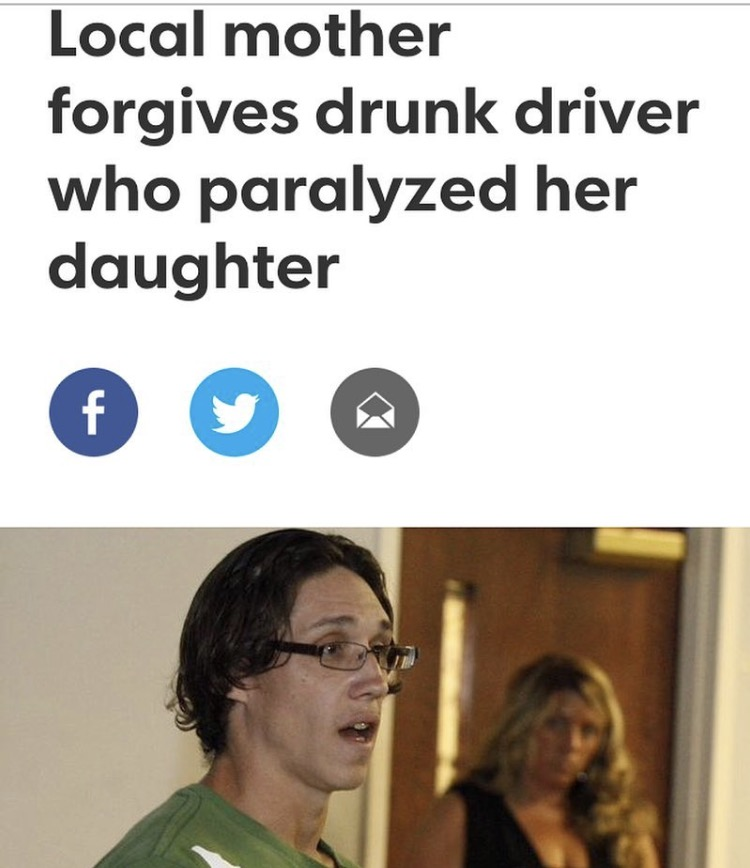 Local mother
forgives drunk driver
who paralyzed her
daughter